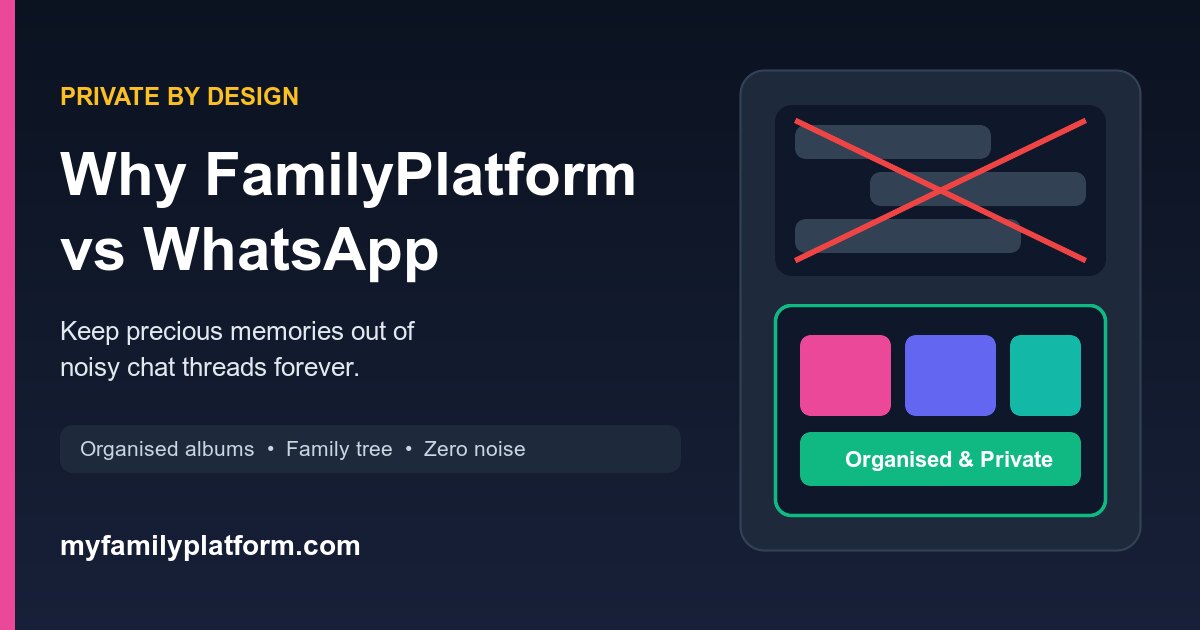 PRIVATE BY DESIGN
Why FamilyPlatform
vs WhatsApp
Keep precious memories out of
noisy chat threads forever.
Organised albums • Family tree • Zero noise
myfamilyplatform.com
Organised & Private